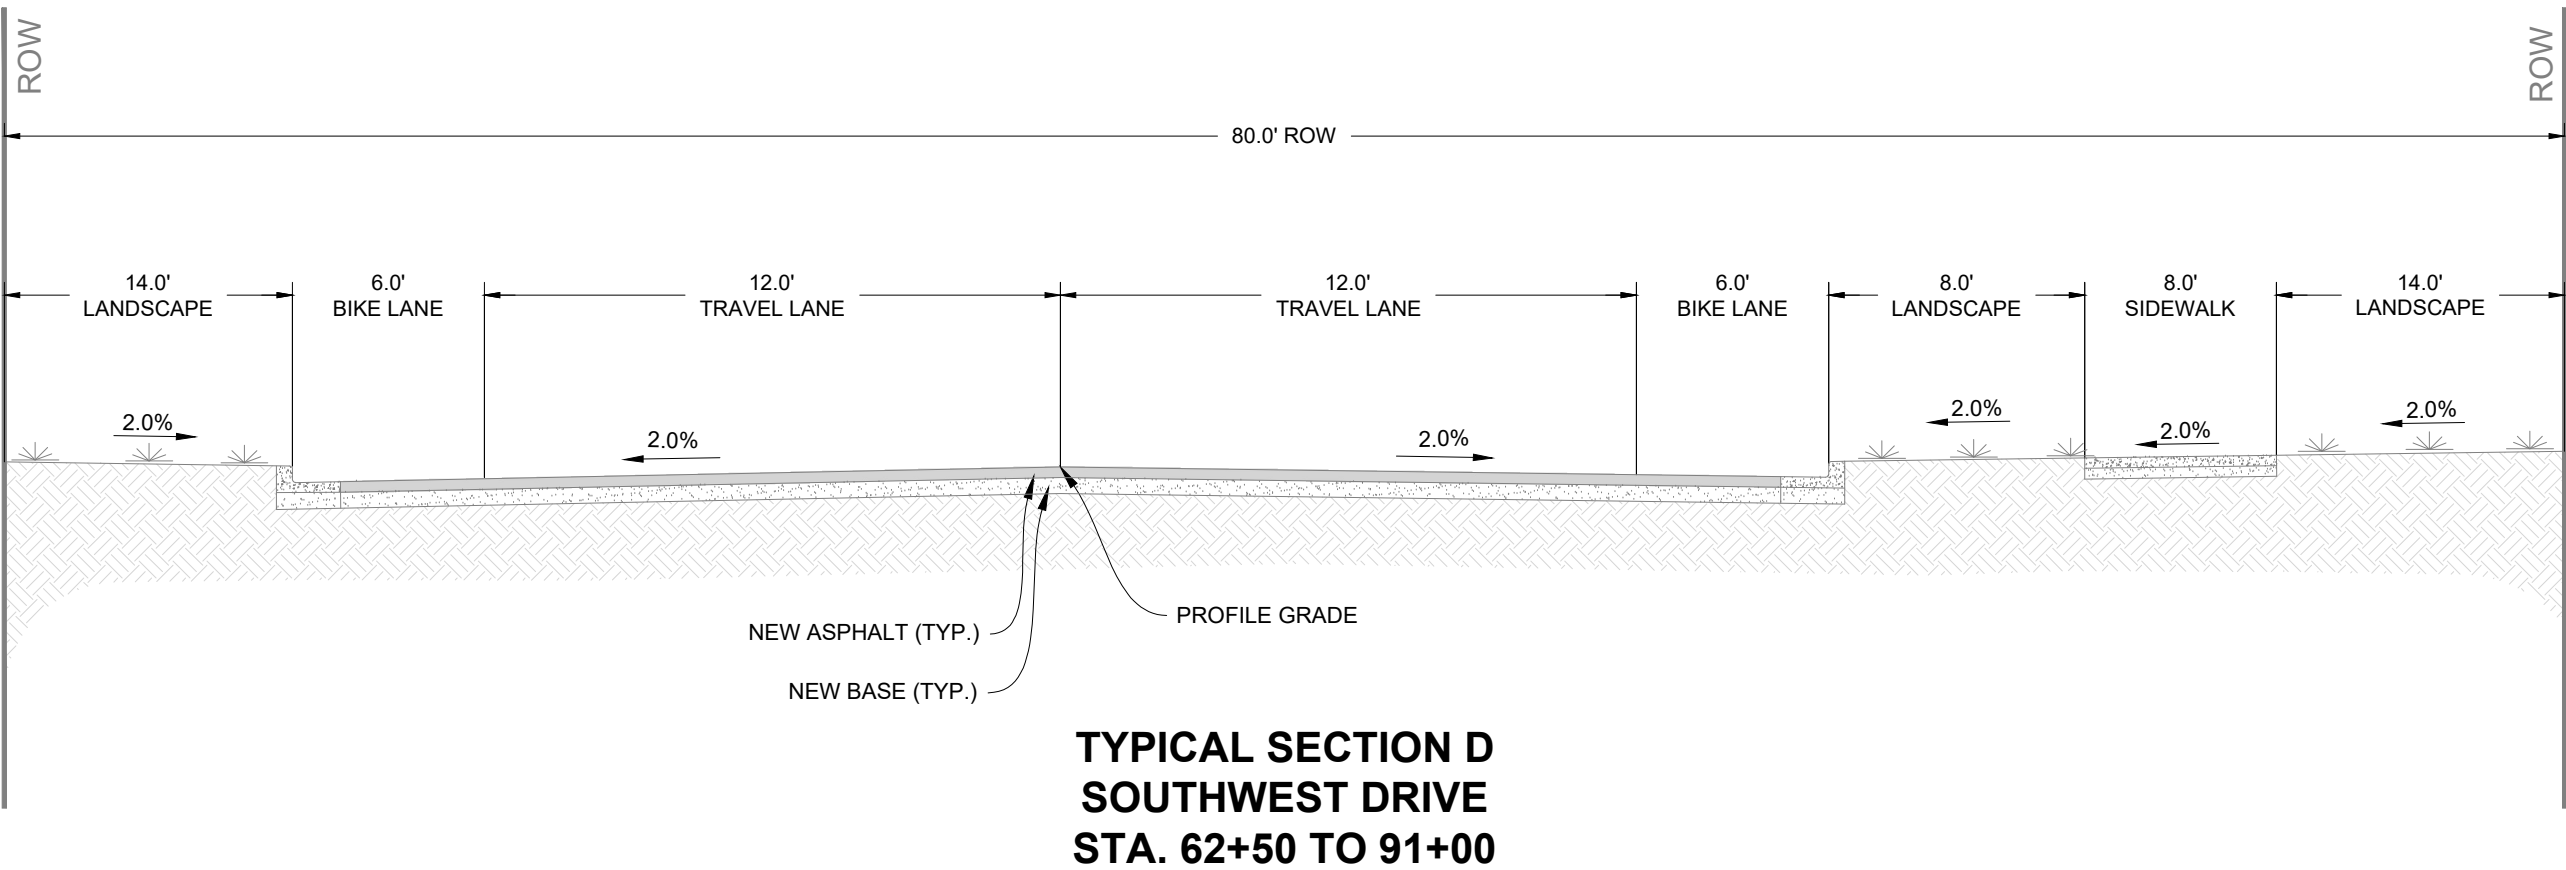 ROW
ROW
80.0' ROW
14.0'
LANDSCAPE
6.0'
BIKE LANE
12.0'
TRAVEL LANE
12.0'
TRAVEL LANE
6.0'
BIKE LANE
8.0'
LANDSCAPE
8.0'
SIDEWALK
14.0'
LANDSCAPE
2.0%
2.0%
2.0%
2.0%
2.0%
2.0%
PROFILE GRADE
NEW ASPHALT (TYP.)
NEW BASE (TYP.)
TYPICAL SECTION D
SOUTHWEST DRIVE
STA. 62+50 TO 91+00